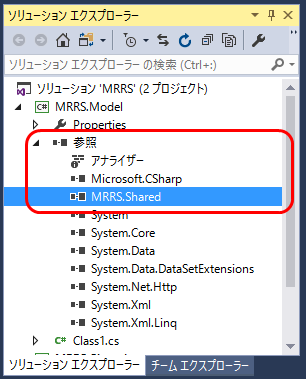 ソリューション エクスプローラー
ソリューション エクスプローラー の検索 (Ctrl+:)
ソリューション 'MRRS' (2 プロジェクト)
MRRS.Model
Properties
参照
アナライザー
Microsoft.CSharp
MRRS.Shared
System
System.Core
System.Data
System.Data.DataSetExtensions
System.Net.Http
System.Xml
System.Xml.Linq
Class1.cs
ソリューション エクスプローラー チーム エクスプローラー